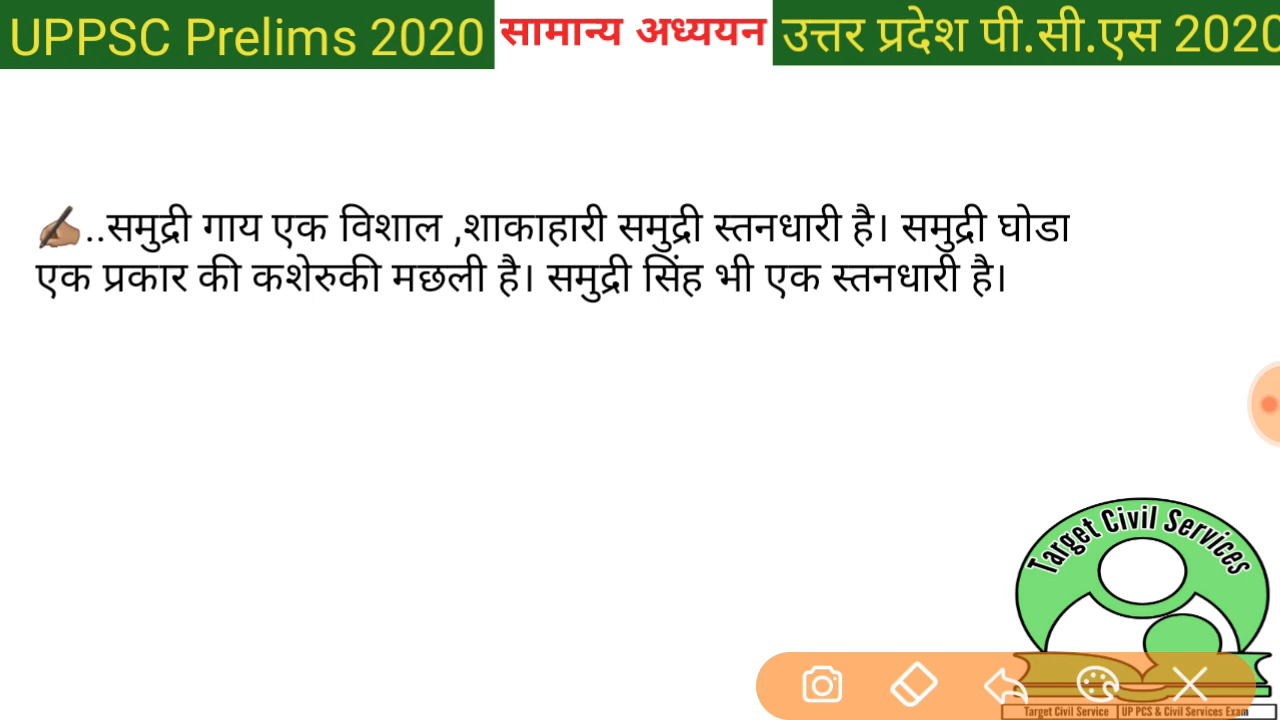 UPPSC Prelims 2020 सामान्य अध्ययन उत्तर प्रदेश पी.सी.एस 2020
✍🏽..समुद्री गाय एक विशाल ,शाकाहारी समुद्री स्तनधारी है। समुद्री घोडा
एक प्रकार की कशेरुकी मछली है। समुद्री सिंह भी एक स्तनधारी है।
Target Civil Services
Target Civil Service | UP PCS & Civil Services Exam